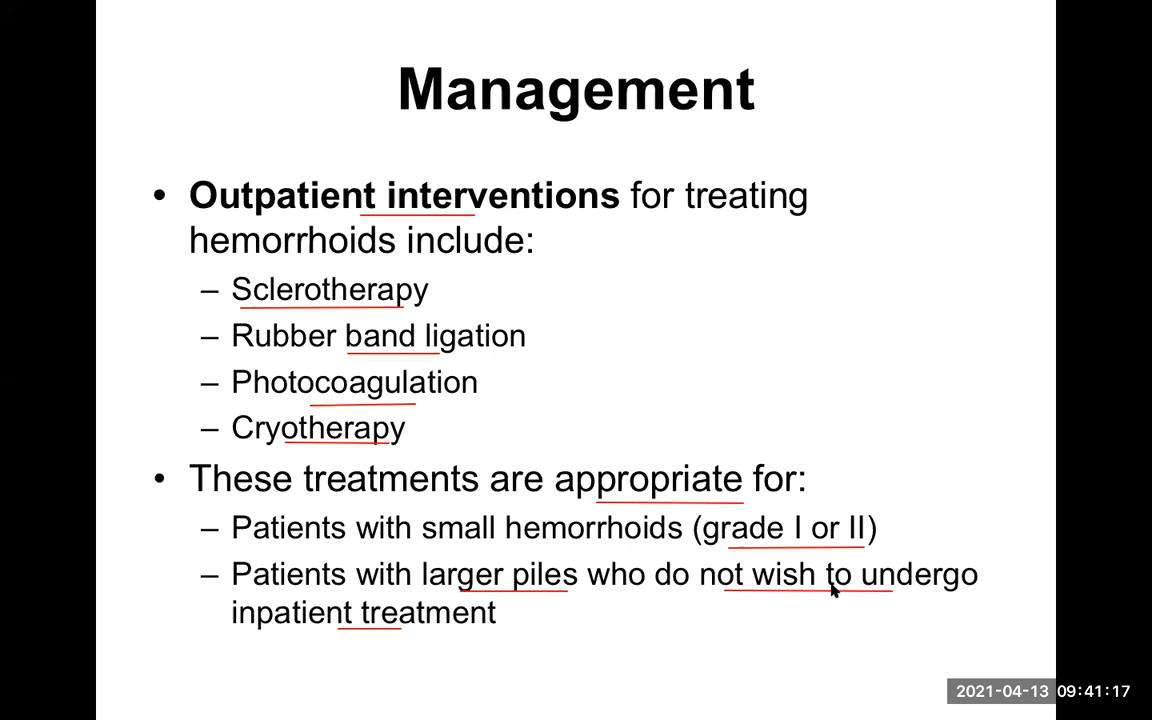 Management
• Outpatient interventions for treating
hemorrhoids include:
– Sclerotherapy
– Rubber band ligation
– Photocoagulation
– Cryotherapy
• These treatments are appropriate for:
– Patients with small hemorrhoids (grade I or II)
– Patients with larger piles who do not wish to undergo
inpatient treatment
2021-04-13 09:41:17